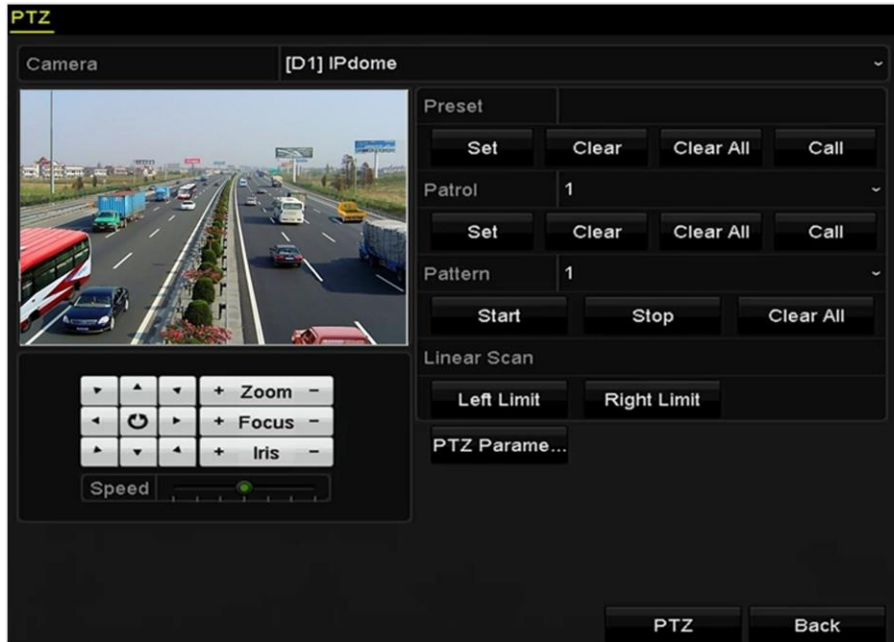 PTZ
Camera [D1] IPdome
Preset
Set Clear Clear All Call
Patrol 1
Set Clear Clear All Call
Pattern 1
Start Stop Clear All
Linear Scan
Left Limit Right Limit
PTZ Parame...
+ Zoom −
+ Focus −
+ Iris −
Speed
PTZ Back